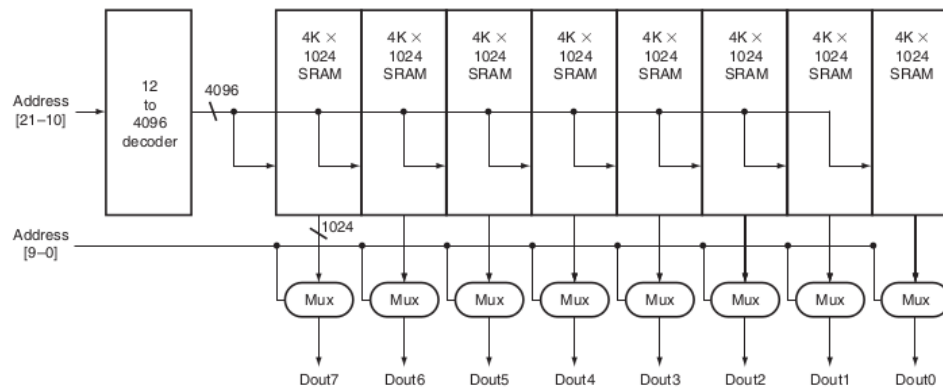 4K ×
1024
SRAM
4K ×
1024
SRAM
4K ×
1024
SRAM
4K ×
1024
SRAM
4K ×
1024
SRAM
4K ×
1024
SRAM
4K ×
1024
SRAM
4K ×
1024
SRAM
Address
[21–10]
12
to
4096
decoder
4096
Address
[9–0]
1024
Mux Mux Mux Mux Mux Mux Mux Mux
Dout7 Dout6 Dout5 Dout4 Dout3 Dout2 Dout1 Dout0